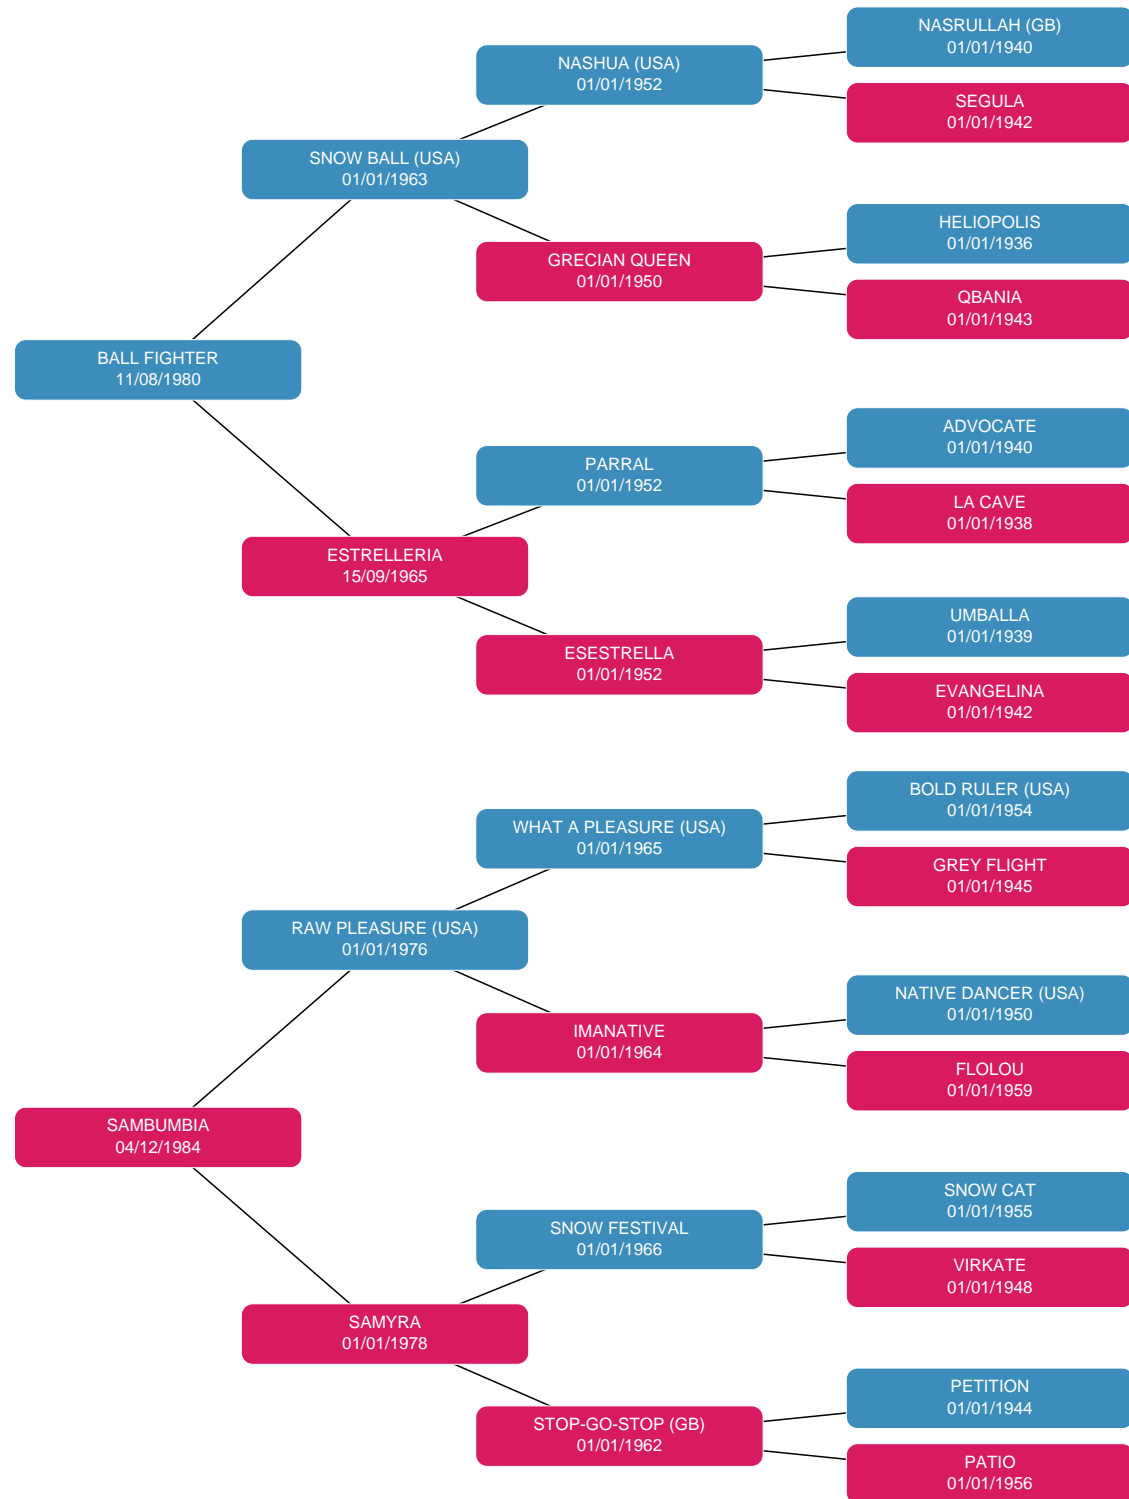 NASRULLAH (GB)
01/01/1940
NASHUA (USA)
01/01/1952
SEGULA
01/01/1942
SNOW BALL (USA)
01/01/1963
HELIOPOLIS
01/01/1936
GRECIAN QUEEN
01/01/1950
QBANIA
01/01/1943
BALL FIGHTER
11/08/1980
ADVOCATE
01/01/1940
PARRAL
01/01/1952
LA CAVE
01/01/1938
ESTRELLERIA
15/09/1965
UMBALLA
01/01/1939
ESESTRELLA
01/01/1952
EVANGELINA
01/01/1942
BOLD RULER (USA)
01/01/1954
WHAT A PLEASURE (USA)
01/01/1965
GREY FLIGHT
01/01/1945
RAW PLEASURE (USA)
01/01/1976
NATIVE DANCER (USA)
01/01/1950
IMANATIVE
01/01/1964
FLOLOU
01/01/1959
SAMBUMBIA
04/12/1984
SNOW CAT
01/01/1955
SNOW FESTIVAL
01/01/1966
VIRKATE
01/01/1948
SAMYRA
01/01/1978
PETITION
01/01/1944
STOP-GO-STOP (GB)
01/01/1962
PATIO
01/01/1956